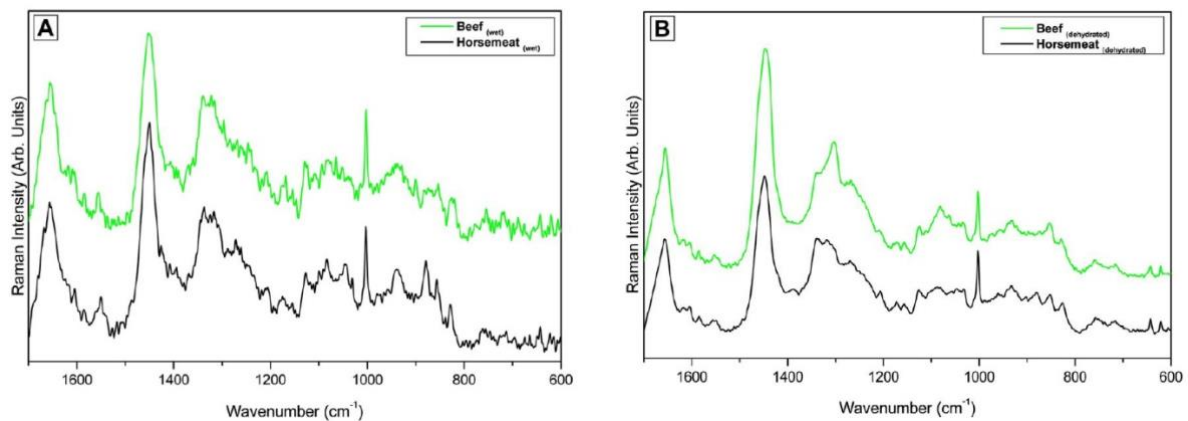 A
Beef (wet)
Horsemeat (wet)
Raman Intensity (Arb. Units)
1600 1400 1200 1000 800 600
Wavenumber (cm-1)
B
Beef (dehydrated)
Horsemeat (dehydrated)
Raman Intensity (Arb. Units)
1600 1400 1200 1000 800 600
Wavenumber (cm-1)